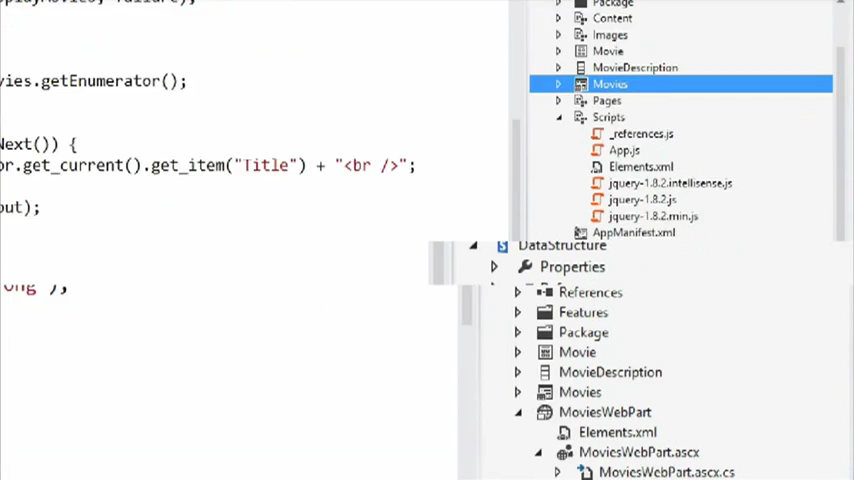 Package
Content
Images
Movie
vies.getEnumerator();
MovieDescription
Movies
Pages
Scripts
Next()) {
_references.js
or.get_current().get_item("Title") + "<br />";
App.js
Elements.xml
jquery-1.8.2.intellisense.js
jquery-1.8.2.js
put);
jquery-1.8.2.min.js
AppManifest.xml
DataStructure
Properties
References
Features
Package
Movie
MovieDescription
Movies
MoviesWebPart
Elements.xml
MoviesWebPart.ascx
MoviesWebPart.ascx.cs